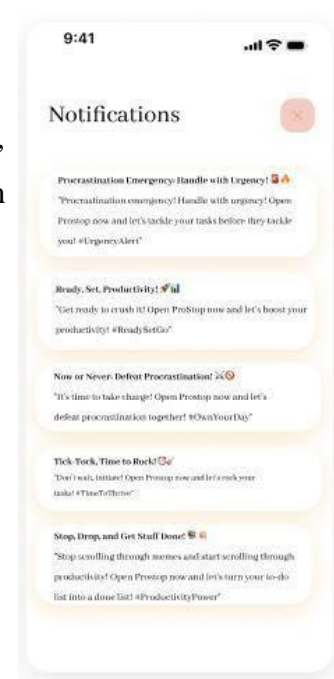 9:41
Notifications
Procrastination Emergency: Handle with Urgency! 🚨🔥
"Procrastination emergency! Handle with urgency! Open
Prostop now and let's tackle your tasks before they tackle
you! #UrgencyAlert"
Ready, Set, Productivity! 🚀📊
"Get ready to crush it! Open ProStop now and let's boost your
productivity! #ReadySetGo"
Now or Never: Defeat Procrastination! ⚔🚫
"It's time to take charge! Open Prostop now and let's
defeat procrastination together! #OwnYourDay"
Tick-Tock, Time to Rock!
"Don't wait, initiate! Open Prostop now and let's rock your
tasks! #TimeToThrive"
Stop, Drop, and Get Stuff Done!
"Stop scrolling through memes and start scrolling through
productivity! Open Prostop now and let's turn your to-do
list into a done list! #ProductivityPower"